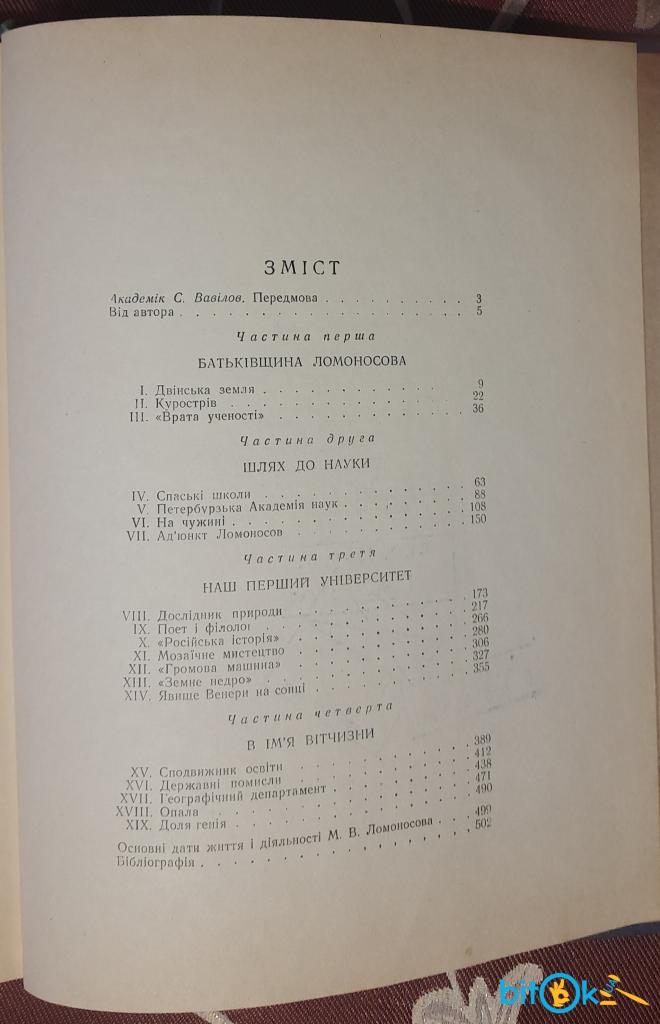 ЗМІСТ
Академік С. Вавілов. Передмова . . . . . . . . . . 3
Від автора . . . . . . . . . . . . . . . . . . . 5
Частина перша
БАТЬКІВЩИНА ЛОМОНОСОВА
I. Двінська земля . . . . . . . . . . . . 9
II. Курострів . . . . . . . . . . . . . . 22
III. «Врата ученості» . . . . . . . . . . . . 36
Частина друга
ШЛЯХ ДО НАУКИ
IV. Спаські школи . . . . . . . . . . . . 63
V. Петербурзька Академія наук . . . . . . . . 88
VI. На чужині . . . . . . . . . . . . . . 108
VII. Ад'юнкт Ломоносов . . . . . . . . . . . 150
Частина третя
НАШ ПЕРШИЙ УНІВЕРСИТЕТ
VIII. Дослідник природи . . . . . . . . . . . 173
IX. Поет і філолог . . . . . . . . . . . . 217
X. «Російська історія» . . . . . . . . . . . 266
XI. Мозаїчне мистецтво . . . . . . . . . . . 280
XII. «Громова машина» . . . . . . . . . . . 306
XIII. «Земне недро» . . . . . . . . . . . . 327
XIV. Явище Венери на сонці . . . . . . . . . . 355
Частина четверта
В ІМ'Я ВІТЧИЗНИ
XV. Сподвижник освіти . . . . . . . . . . . 389
XVI. Державні помисли . . . . . . . . . . . 412
XVII. Географічний департамент . . . . . . . . . 438
XVIII. Опала . . . . . . . . . . . . . . . 471
XIX. Доля генія . . . . . . . . . . . . . . 490
Основні дати життя і діяльності М. В. Ломоносова . . . . 499
Бібліографія . . . . . . . . . . . . . . . . . 502
bitok.ua